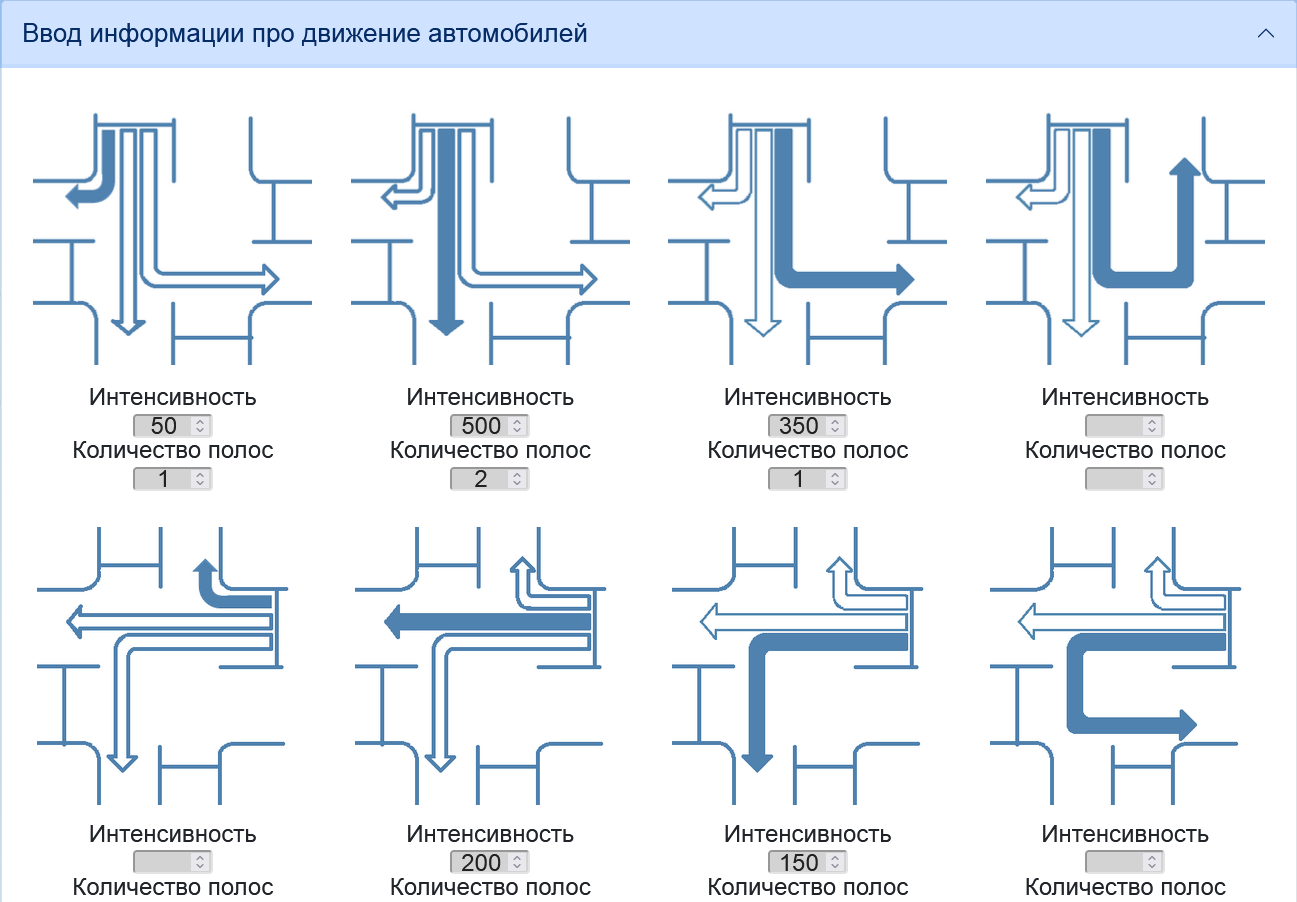 Ввод информации про движение автомобилей
Интенсивность Интенсивность Интенсивность Интенсивность
50 500 350
Количество полос Количество полос Количество полос Количество полос
1 2 1
Интенсивность Интенсивность Интенсивность Интенсивность
200 150
Количество полос Количество полос Количество полос Количество полос